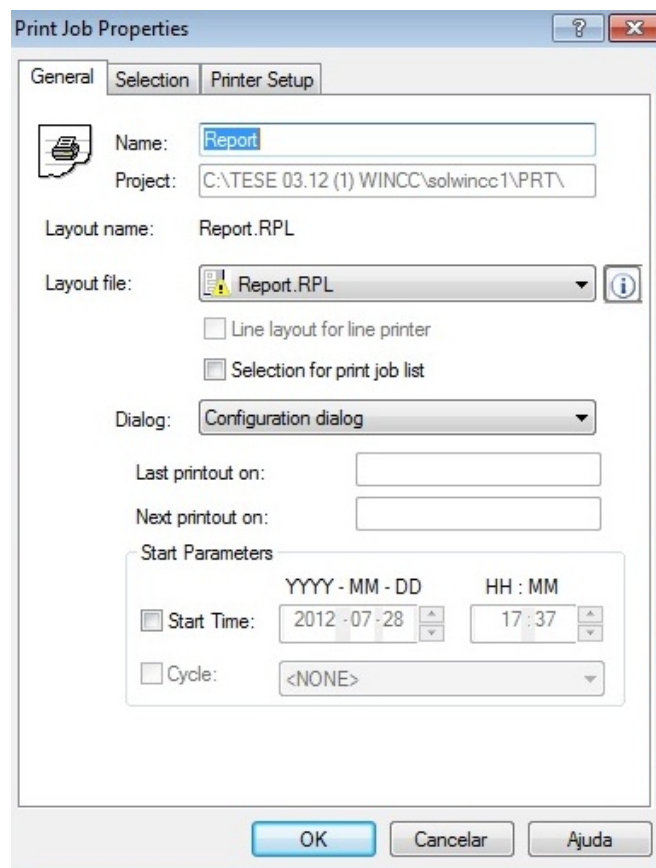 Print Job Properties
General Selection Printer Setup
Name: Report
Project: C:\TESE 03.12 (1) WINCC\solwincc1\PRT\
Layout name: Report.RPL
Layout file: Report.RPL
Line layout for line printer
Selection for print job list
Dialog: Configuration dialog
Last printout on:
Next printout on:
Start Parameters
YYYY - MM - DD HH : MM
Start Time: 2012 -07 -28 17 : 37
Cycle: <NONE>
OK Cancelar Ajuda